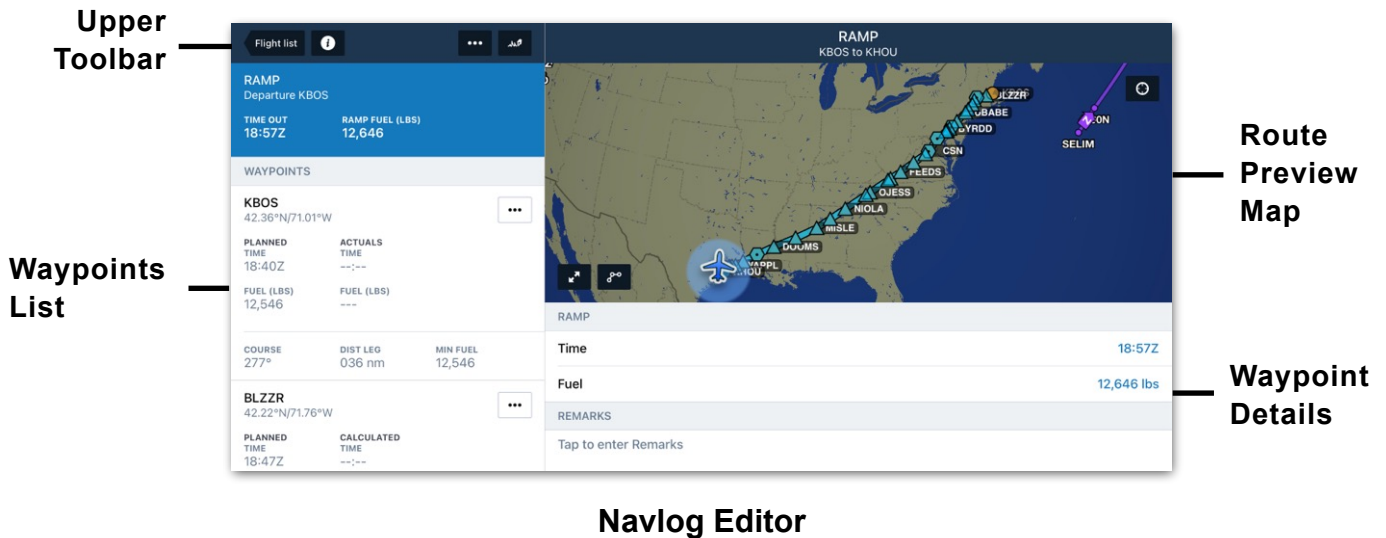 Upper
Toolbar
Flight list
i
RAMP
KBOS to KHOU
RAMP
Departure KBOS
TIME OUT
RAMP FUEL (LBS)
18:57Z
12,646
WAYPOINTS
KBOS
42.36°N/71.01°W
PLANNED
ACTUALS
TIME
TIME
18:40Z
--:--
FUEL (LBS)
FUEL (LBS)
12,546
---
COURSE
DIST LEG
MIN FUEL
277°
036 nm
12,546
BLZZR
42.22°N/71.76°W
PLANNED
CALCULATED
TIME
TIME
18:47Z
--:--
Waypoints
List
BLZZR
GBABE
BYRDD
CSN
FEEDS
OJESS
NIOLA
MISLE
DOOMS
SELIM
Route
Preview
Map
RAMP
Time
18:57Z
Fuel
12,646 lbs
REMARKS
Tap to enter Remarks
Waypoint
Details
Navlog Editor